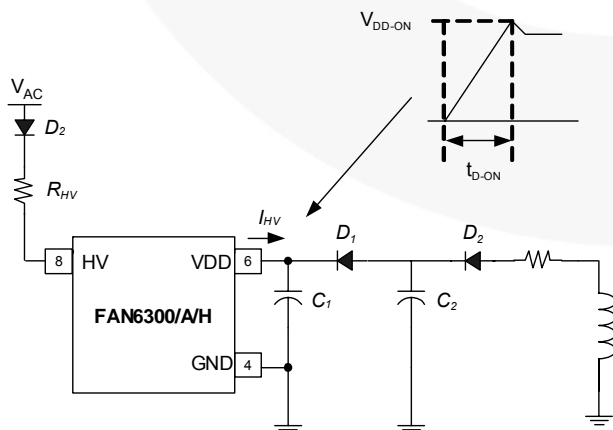 V_DD-ON
t_D-ON
V_AC
D_2
R_HV
I_HV
8 HV VDD 6
D_1
D_2
C_1
C_2
FAN6300/A/H
GND 4